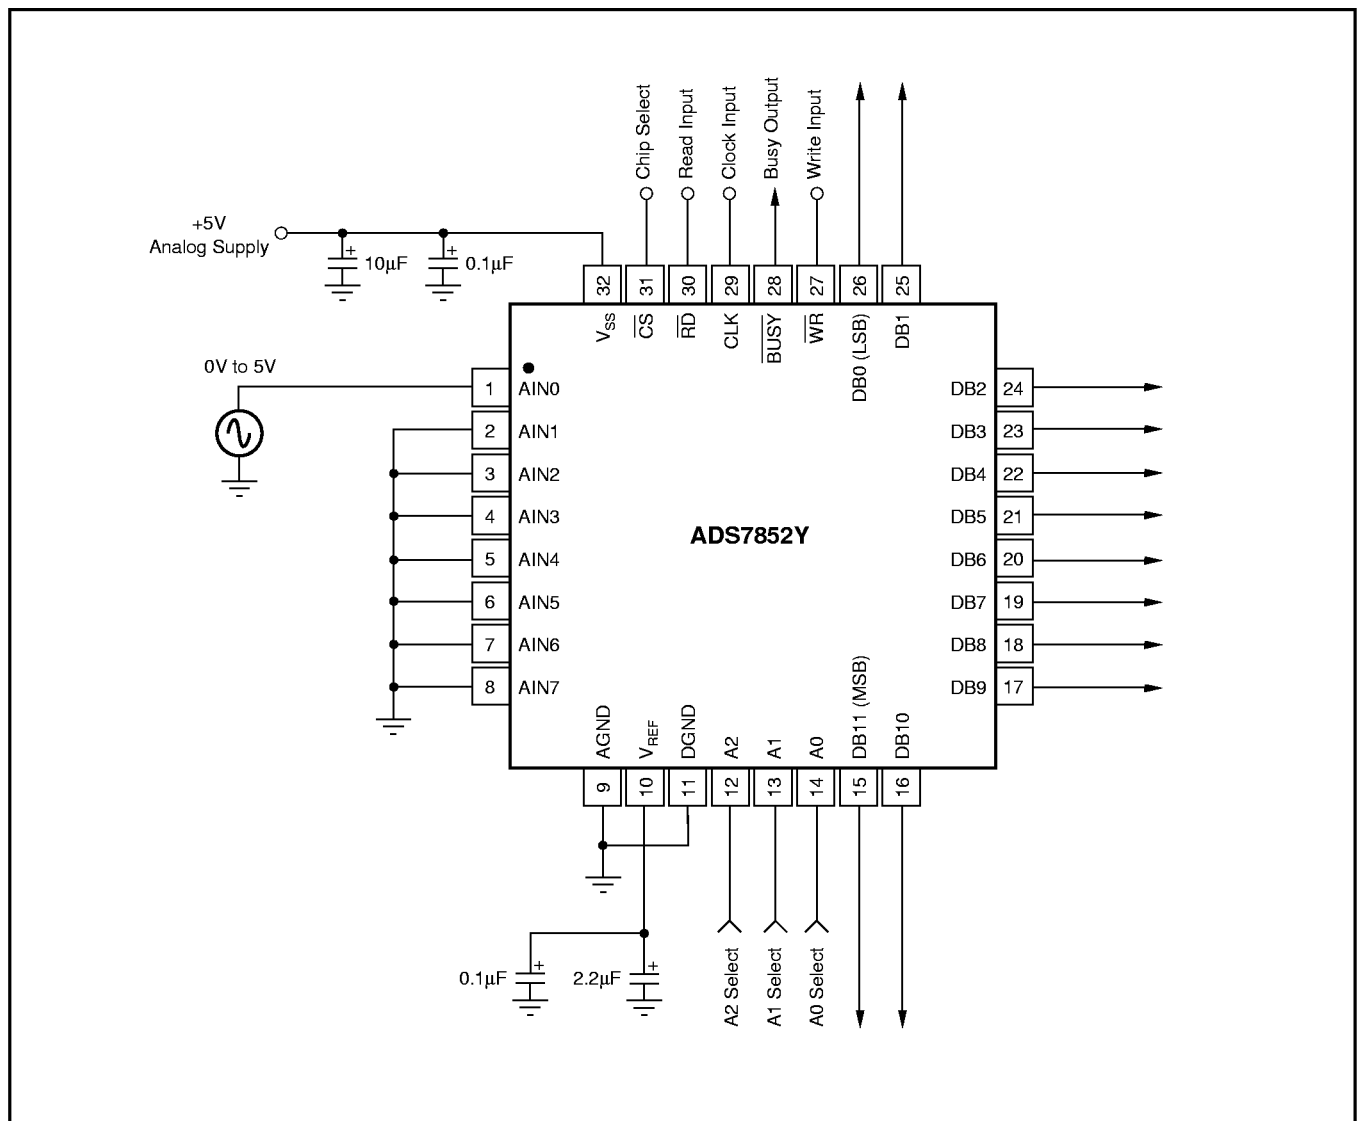 Chip Select
Read Input
Clock Input
Busy Output
Write Input
+5V
Analog Supply
+
10µF
+
0.1µF
32
31
30
29
28
27
26
25
VSS
CS
RD
CLK
BUSY
WR
DB0 (LSB)
DB1
0V to 5V
1 AIN0
2 AIN1
3 AIN2
4 AIN3
5 AIN4
6 AIN5
7 AIN6
8 AIN7
ADS7852Y
DB2 24
DB3 23
DB4 22
DB5 21
DB6 20
DB7 19
DB8 18
DB9 17
AGND
VREF
DGND
A2
A1
A0
DB11 (MSB)
DB10
9
10
11
12
13
14
15
16
0.1µF
+
2.2µF
+
A2 Select
A1 Select
A0 Select